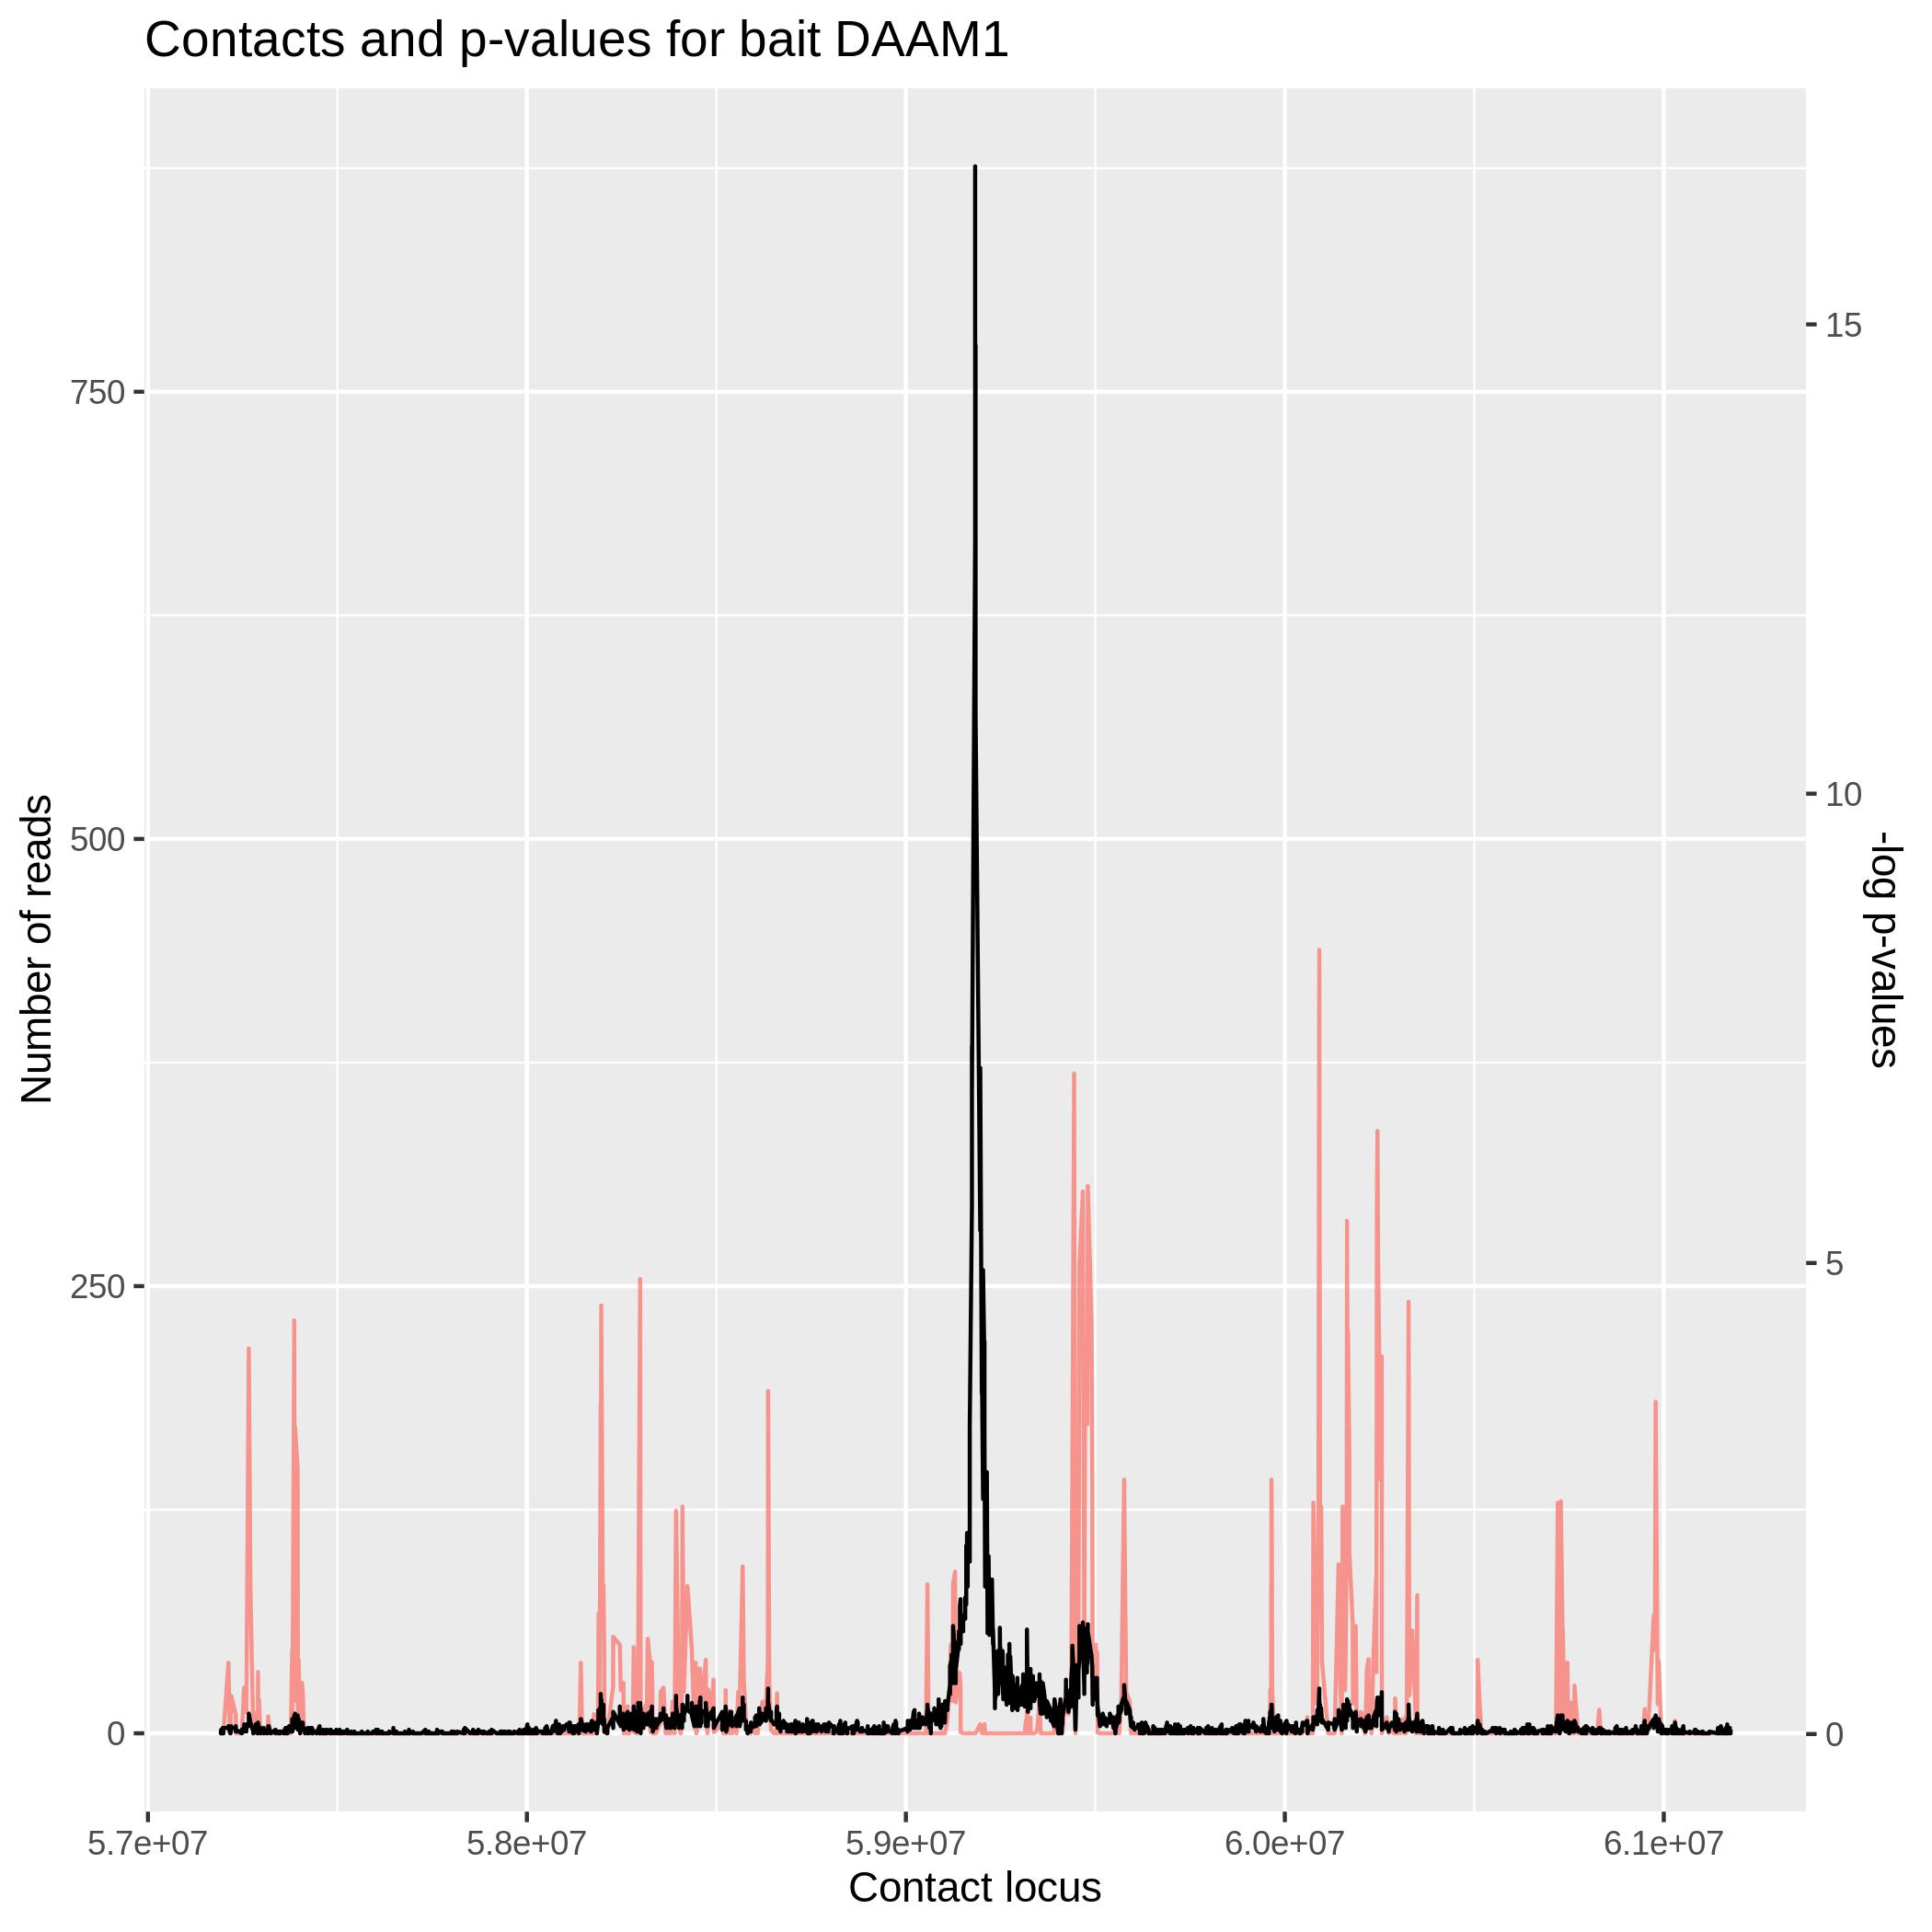 Contacts and p-values for bait DAAM1
Number of reads
750
500
250
0
15
10
5
0
-log p-values
5.7e+07 5.8e+07 5.9e+07 6.0e+07 6.1e+07
Contact locus